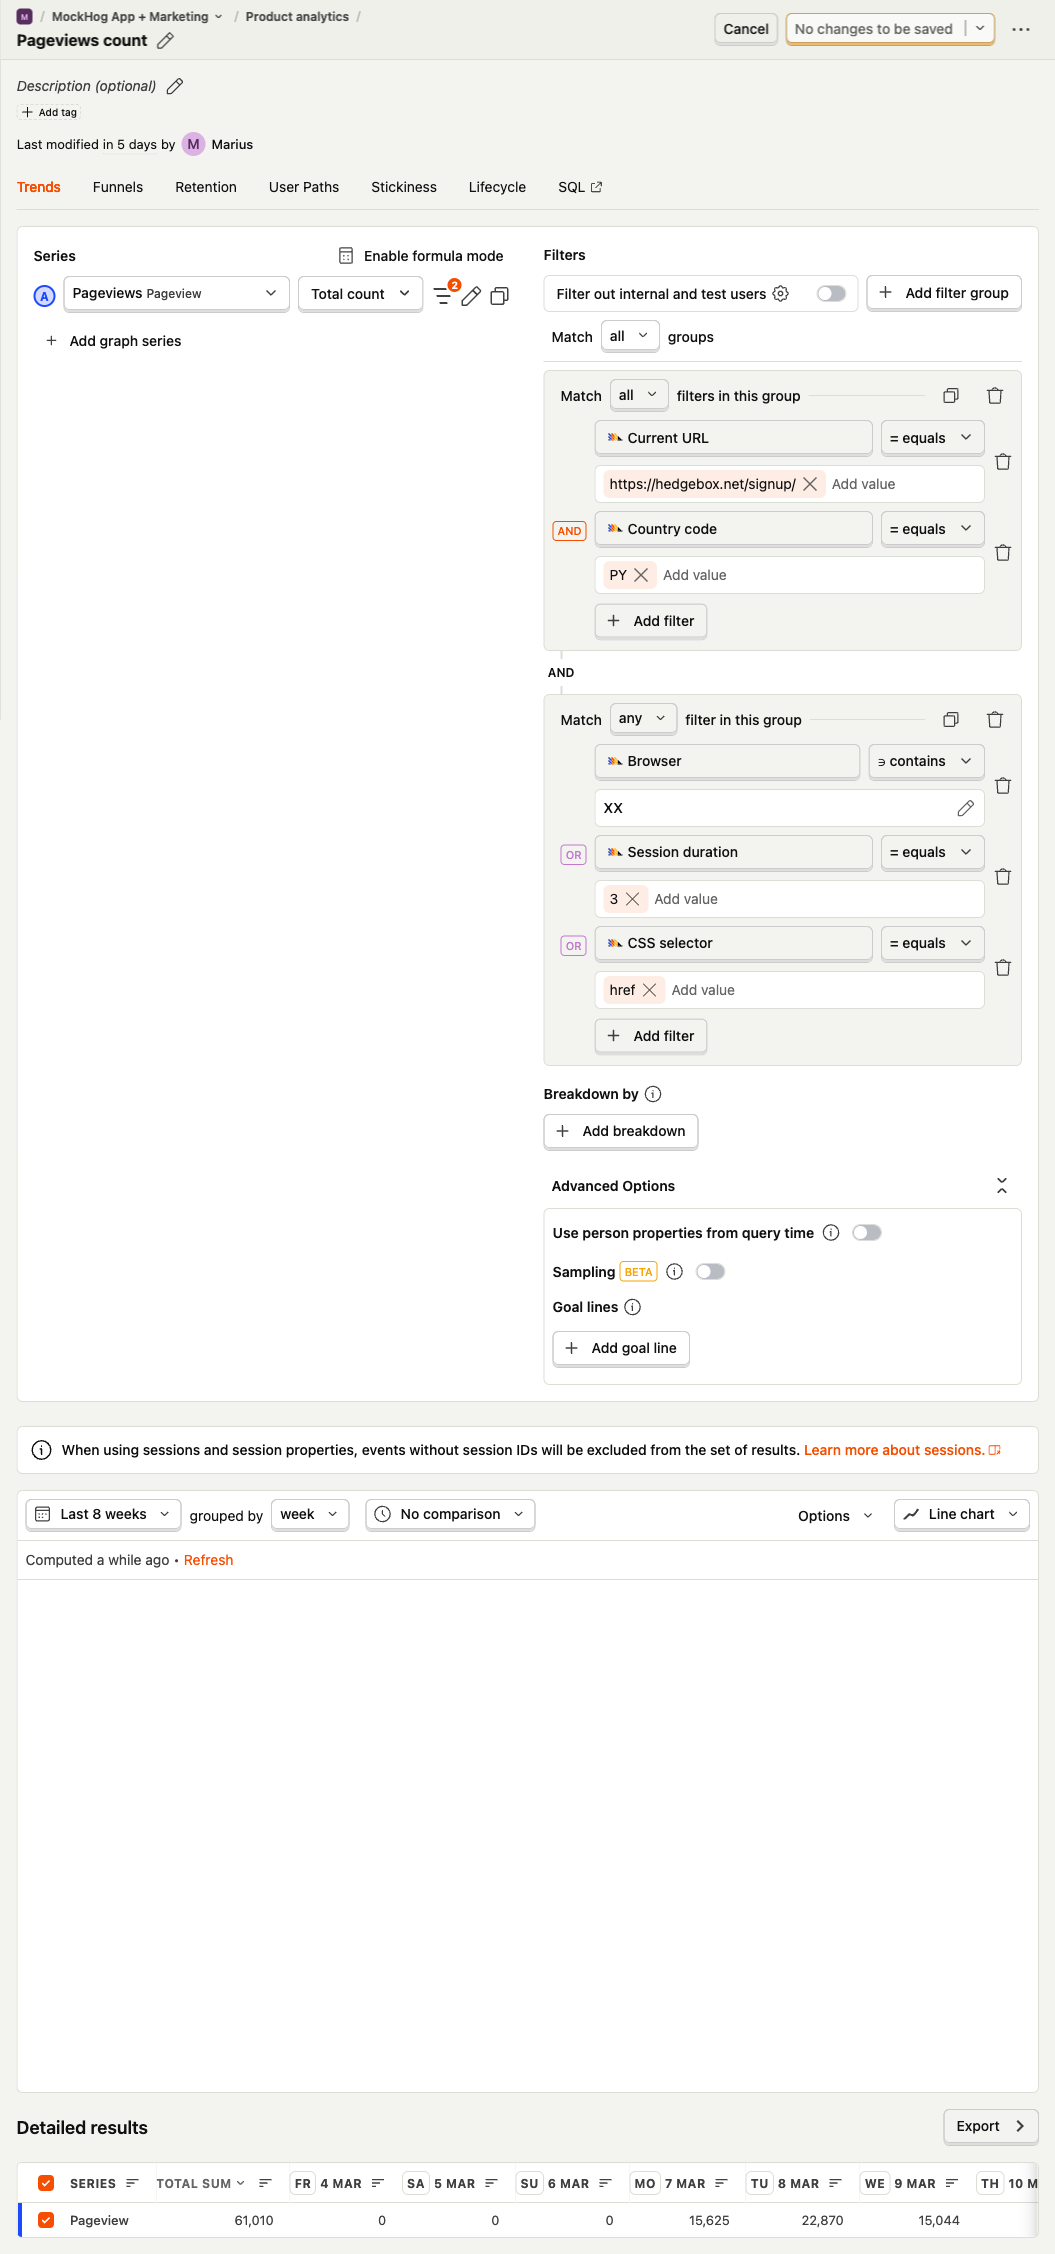 M / MockHog App + Marketing / Product analytics /
Pageviews count
Cancel
No changes to be saved
Description (optional)
Add tag
Last modified in 5 days by M Marius
Trends Funnels Retention User Paths Stickiness Lifecycle SQL
Series
Enable formula mode
A Pageviews Pageview Total count 2
Add graph series
Filters
Filter out internal and test users
Add filter group
Match all groups
Match all filters in this group
Current URL = equals
https://hedgebox.net/signup/ Add value
AND Country code = equals
PY Add value
Add filter
AND
Match any filter in this group
Browser ∋ contains
XX
OR Session duration = equals
3 Add value
OR CSS selector = equals
href Add value
Add filter
Breakdown by
Add breakdown
Advanced Options
Use person properties from query time
Sampling BETA
Goal lines
Add goal line
When using sessions and session properties, events without session IDs will be excluded from the set of results. Learn more about sessions.
Last 8 weeks grouped by week No comparison Options Line chart
Computed a while ago • Refresh
Detailed results
Export
SERIES TOTAL SUM FR 4 MAR SA 5 MAR SU 6 MAR MO 7 MAR TU 8 MAR WE 9 MAR TH 10 M
Pageview 61,010 0 0 0 15,625 22,870 15,044